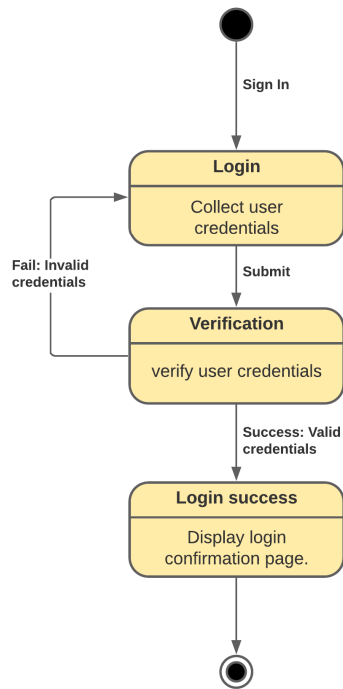 Sign In
Login
Collect user
credentials
Fail: Invalid
credentials
Submit
Verification
verify user credentials
Success: Valid
credentials
Login success
Display login
confirmation page.